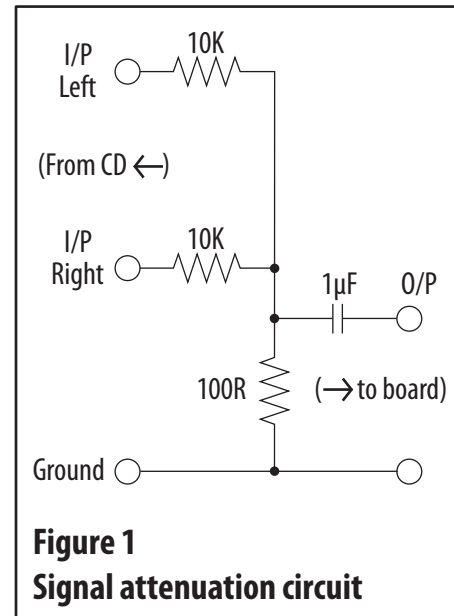 10K
I/P
Left
(From CD ←)
I/P
Right
10K
1µF
O/P
100R
(→ to board)
Ground
Figure 1
Signal attenuation circuit